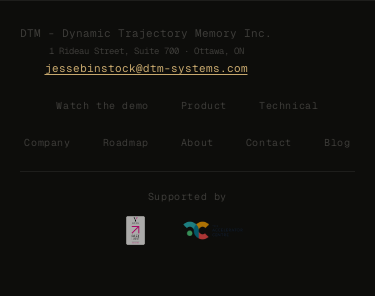 DTM - Dynamic Trajectory Memory Inc.
1 Rideau Street, Suite 700 · Ottawa, ON
jessebinstock@dtm-systems.com
Watch the demo Product Technical
Company Roadmap About Contact Blog
Supported by